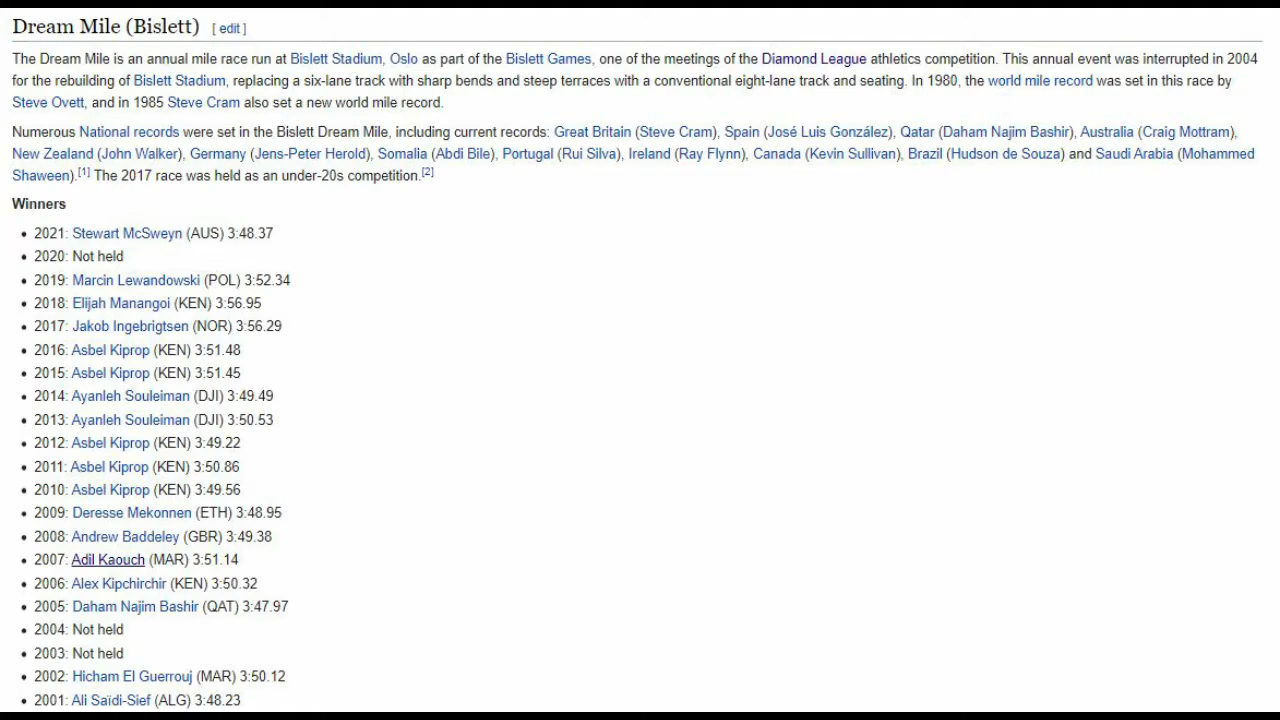 Dream Mile (Bislett) [ edit ]
The Dream Mile is an annual mile race run at Bislett Stadium, Oslo as part of the Bislett Games, one of the meetings of the Diamond League athletics competition. This annual event was interrupted in 2004
for the rebuilding of Bislett Stadium, replacing a six-lane track with sharp bends and steep terraces with a conventional eight-lane track and seating. In 1980, the world mile record was set in this race by
Steve Ovett, and in 1985 Steve Cram also set a new world mile record.
Numerous National records were set in the Bislett Dream Mile, including current records: Great Britain (Steve Cram), Spain (José Luis González), Qatar (Daham Najim Bashir), Australia (Craig Mottram),
New Zealand (John Walker), Germany (Jens-Peter Herold), Somalia (Abdi Bile), Portugal (Rui Silva), Ireland (Ray Flynn), Canada (Kevin Sullivan), Brazil (Hudson de Souza) and Saudi Arabia (Mohammed
Shaween).[1] The 2017 race was held as an under-20s competition.[2]
Winners
• 2021: Stewart McSweyn (AUS) 3:48.37
• 2020: Not held
• 2019: Marcin Lewandowski (POL) 3:52.34
• 2018: Elijah Manangoi (KEN) 3:56.95
• 2017: Jakob Ingebrigtsen (NOR) 3:56.29
• 2016: Asbel Kiprop (KEN) 3:51.48
• 2015: Asbel Kiprop (KEN) 3:51.45
• 2014: Ayanleh Souleiman (DJI) 3:49.49
• 2013: Ayanleh Souleiman (DJI) 3:50.53
• 2012: Asbel Kiprop (KEN) 3:49.22
• 2011: Asbel Kiprop (KEN) 3:50.86
• 2010: Asbel Kiprop (KEN) 3:49.56
• 2009: Deresse Mekonnen (ETH) 3:48.95
• 2008: Andrew Baddeley (GBR) 3:49.38
• 2007: Adil Kaouch (MAR) 3:51.14
• 2006: Alex Kipchirchir (KEN) 3:50.32
• 2005: Daham Najim Bashir (QAT) 3:47.97
• 2004: Not held
• 2003: Not held
• 2002: Hicham El Guerrouj (MAR) 3:50.12
• 2001: Ali Saïdi-Sief (ALG) 3:48.23